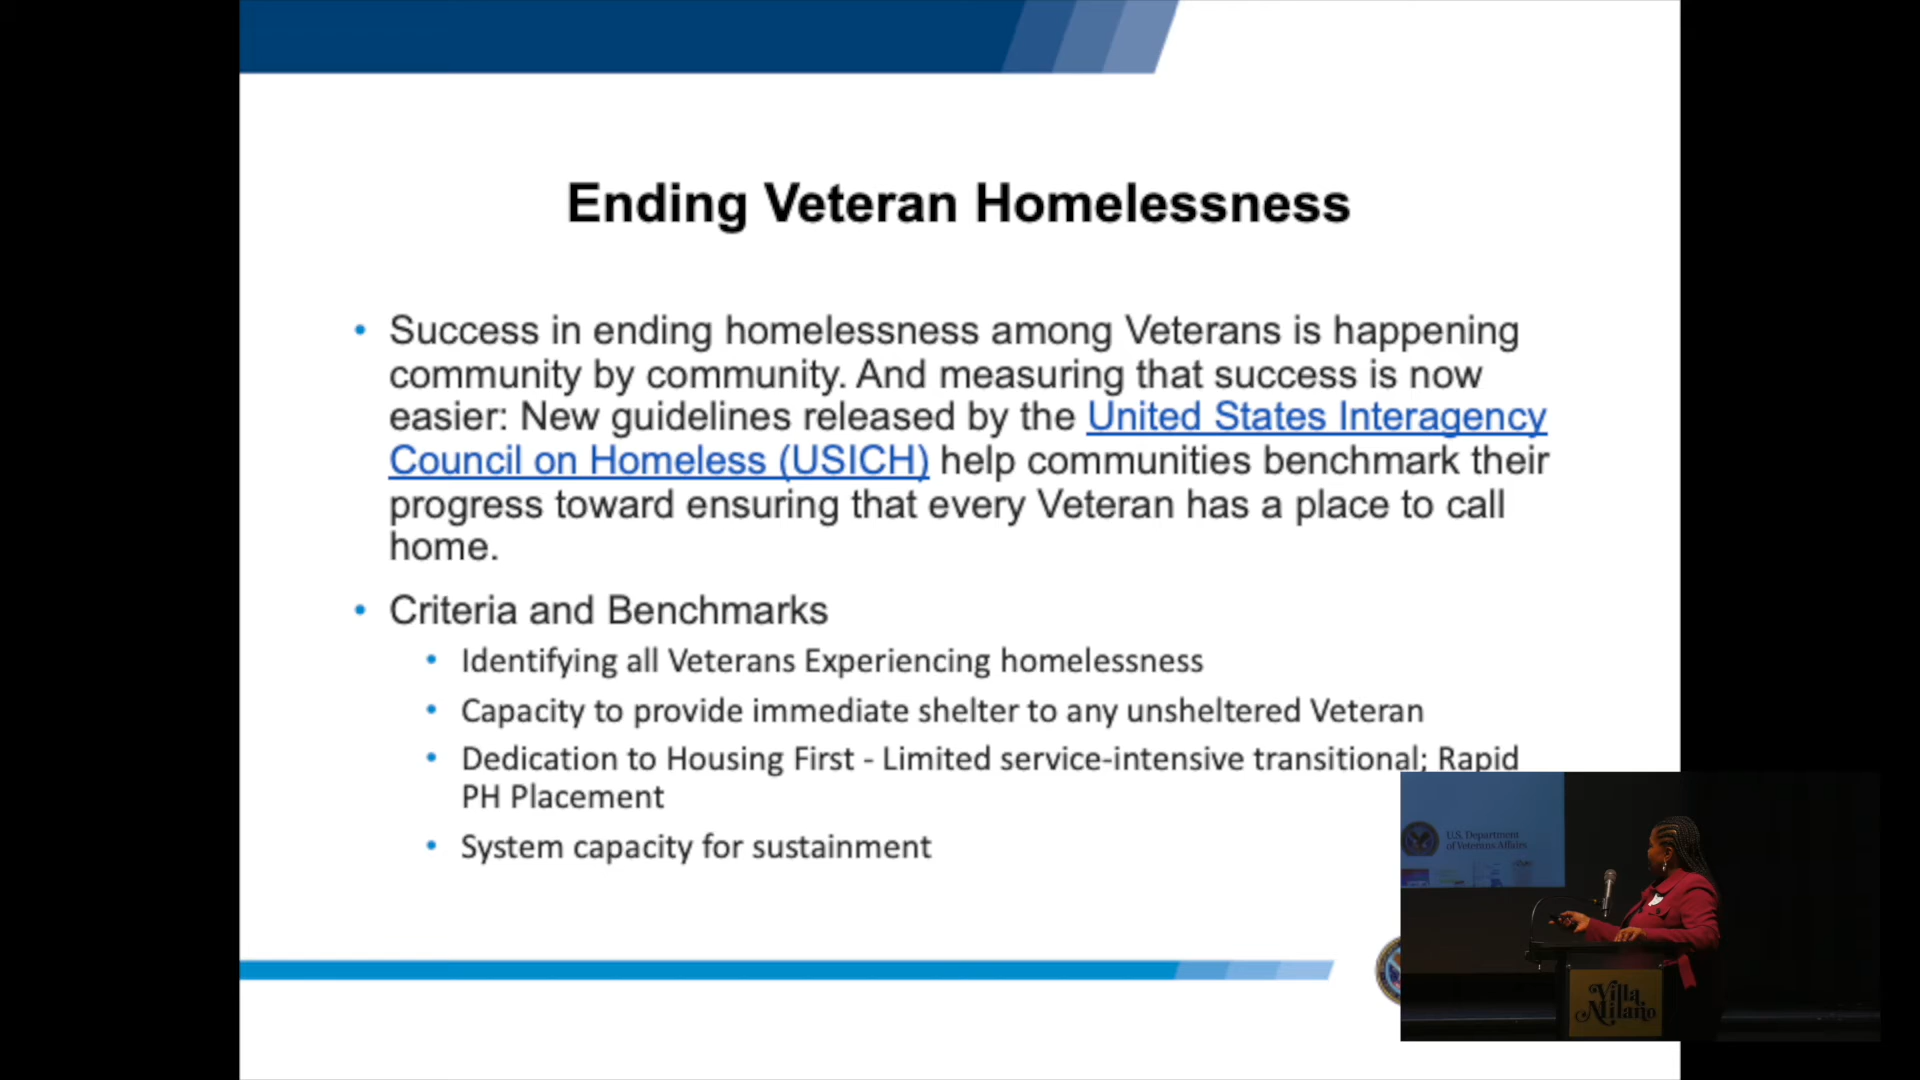 Ending Veteran Homelessness
• Success in ending homelessness among Veterans is happening
community by community. And measuring that success is now
easier: New guidelines released by the United States Interagency
Council on Homeless (USICH) help communities benchmark their
progress toward ensuring that every Veteran has a place to call
home.
• Criteria and Benchmarks
• Identifying all Veterans Experiencing homelessness
• Capacity to provide immediate shelter to any unsheltered Veteran
• Dedication to Housing First - Limited service-intensive transitional; Rapid
PH Placement
• System capacity for sustainment
U.S. Department
of Veterans Affairs
Villa
Milano